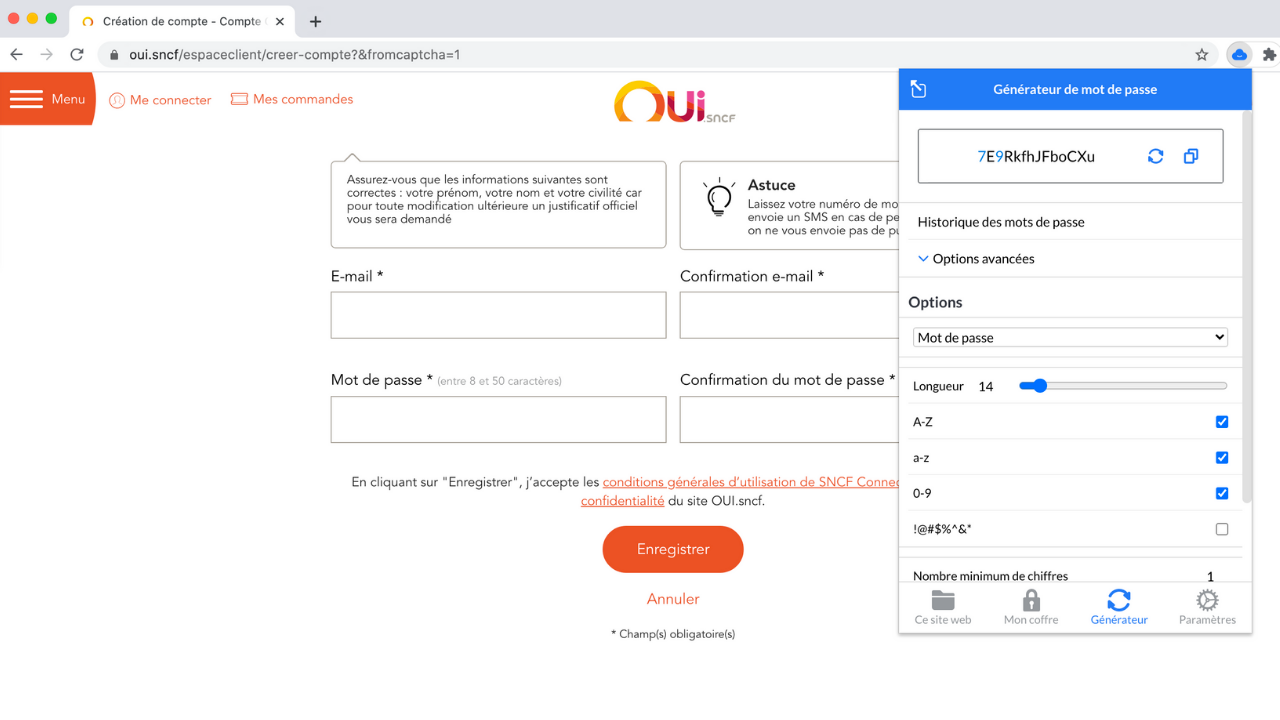 Création de compte - Compte
oui.sncf/espaceclient/creer-compte?&fromcaptcha=1
Menu
Me connecter
Mes commandes
OUi.sncf
Assurez-vous que les informations suivantes sont
correctes : votre prénom, votre nom et votre civilité car
pour toute modification ultérieure un justificatif officiel
vous sera demandé
Astuce
Laissez votre numéro de mo
envoie un SMS en cas de pe
on ne vous envoie pas de pu
E-mail *
Confirmation e-mail *
Mot de passe * (entre 8 et 50 caractères)
Confirmation du mot de passe *
En cliquant sur "Enregistrer", j’accepte les conditions générales d’utilisation de SNCF Connec
confidentialité du site OUI.sncf.
Enregistrer
Annuler
* Champ(s) obligatoire(s)
Générateur de mot de passe
7E9RkfhJFboCXu
Historique des mots de passe
Options avancées
Options
Mot de passe
Longueur 14
A-Z
a-z
0-9
!@#$%^&*
Nombre minimum de chiffres 1
Ce site web
Mon coffre
Générateur
Paramètres